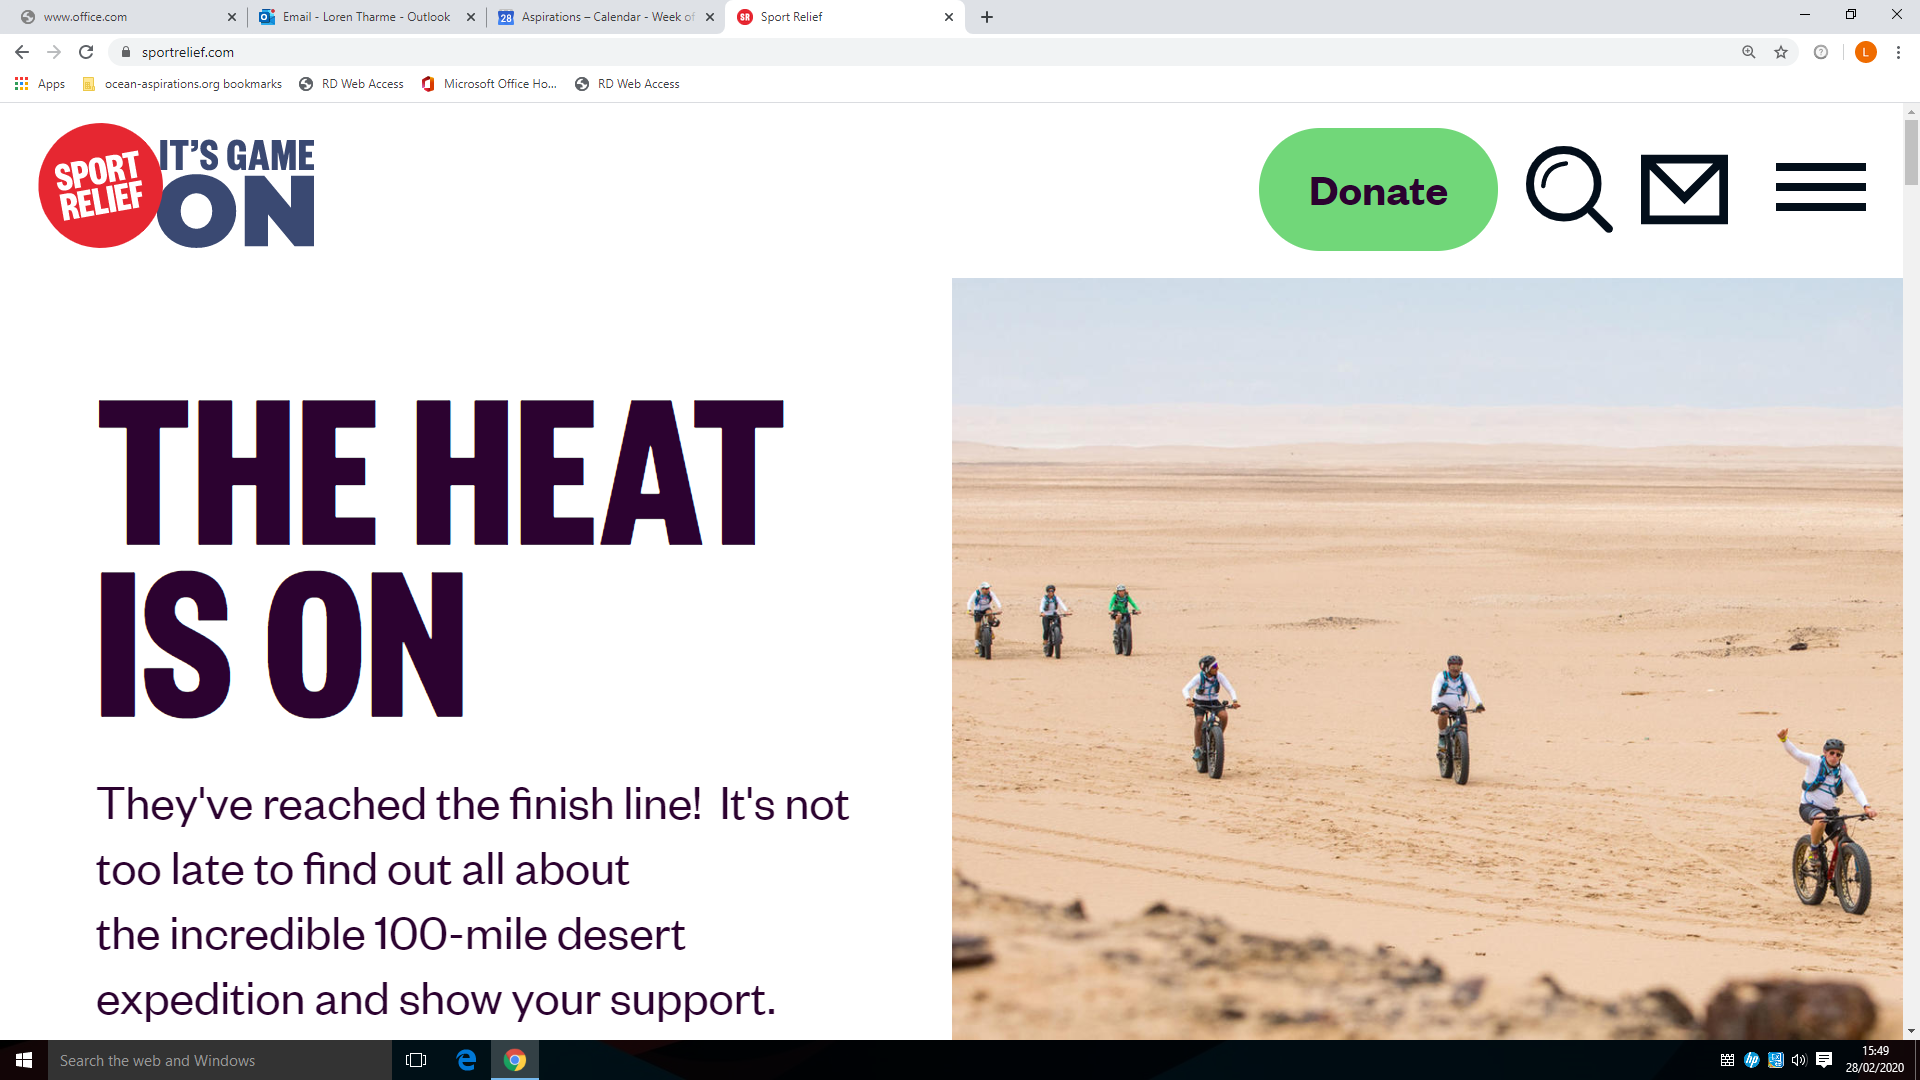 www.office.com
Email - Loren Tharme - Outlook
28
Aspirations – Calendar - Week of
SR
Sport Relief
sportrelief.com
L
Apps
ocean-aspirations.org bookmarks
RD Web Access
Microsoft Office Ho...
RD Web Access
SPORT
RELIEF
IT'S GAME
ON
Donate
THE HEAT
IS ON
They've reached the finish line!  It's not
too late to find out all about
the incredible 100-mile desert
expedition and show your support.
Search the web and Windows
hp
15:49
28/02/2020